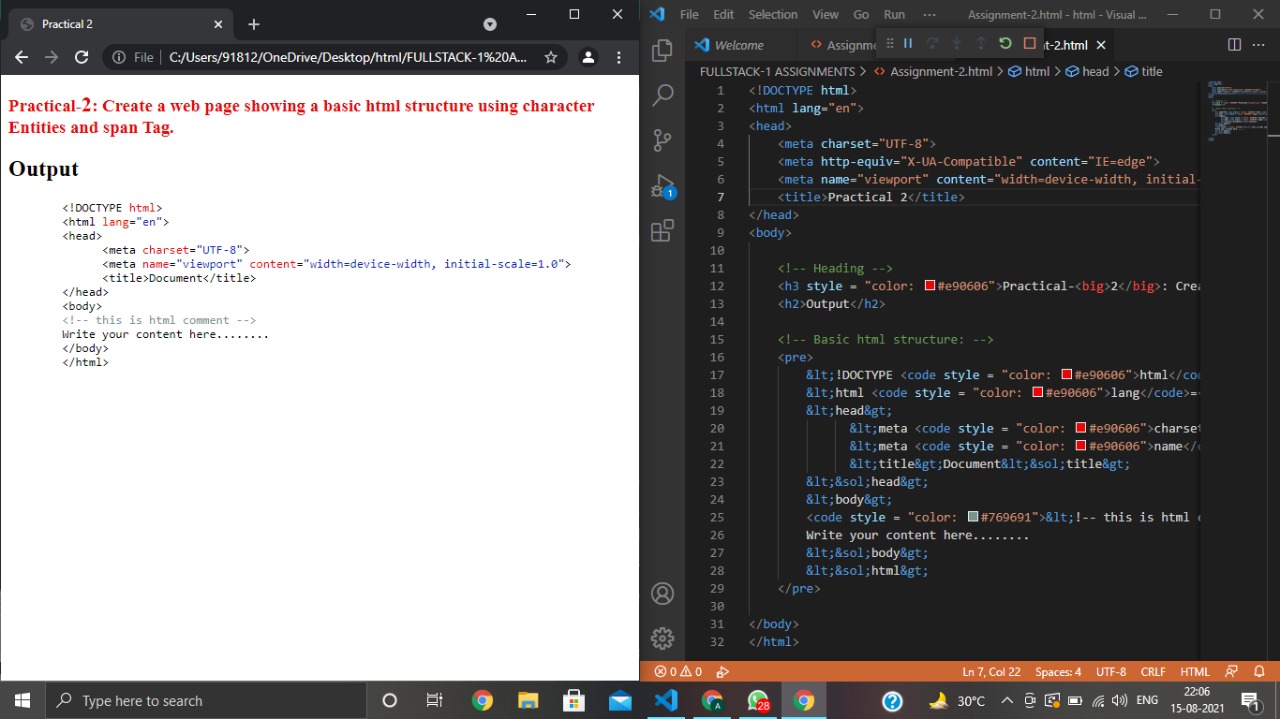 Practical 2
File
C:/Users/91812/OneDrive/Desktop/html/FULLSTACK-1%20A...
Practical-2: Create a web page showing a basic html structure using character
Entities and span Tag.
Output
<!DOCTYPE html>
<html lang="en">
<head>
<meta charset="UTF-8">
<meta name="viewport" content="width=device-width, initial-scale=1.0">
<title>Document</title>
</head>
<body>
<!-- this is html comment -->
Write your content here........
</body>
</html>
File Edit Selection View Go Run ··· Assignment-2.html - html - Visual ...
Welcome
Assignme
nt-2.html
FULLSTACK-1 ASSIGNMENTS > Assignment-2.html > html > head > title
1 <!DOCTYPE html>
2 <html lang="en">
3 <head>
4 <meta charset="UTF-8">
5 <meta http-equiv="X-UA-Compatible" content="IE=edge">
6 <meta name="viewport" content="width=device-width, initial-
7 <title>Practical 2</title>
8 </head>
9 <body>
10
11 <!-- Heading -->
12 <h3 style = "color: #e90606">Practical-<big>2</big>: Crea
13 <h2>Output</h2>
14
15 <!-- Basic html structure: -->
16 <pre>
17 &lt;!DOCTYPE <code style = "color: #e90606">html</cod
18 &lt;html <code style = "color: #e90606">lang</code>=
19 &lt;head&gt;
20 &lt;meta <code style = "color: #e90606">charset
21 &lt;meta <code style = "color: #e90606">name</
22 &lt;title&gt;Document&lt;&sol;title&gt;
23 &lt;&sol;head&gt;
24 &lt;body&gt;
25 <code style = "color: #769691">&lt;!-- this is html
26 Write your content here........
27 &lt;&sol;body&gt;
28 &lt;&sol;html&gt;
29 </pre>
30
31 </body>
32 </html>
1
0 0
Ln 7, Col 22 Spaces: 4 UTF-8 CRLF HTML
Type here to search
A
28
30°C
ENG
22:06
15-08-2021
1